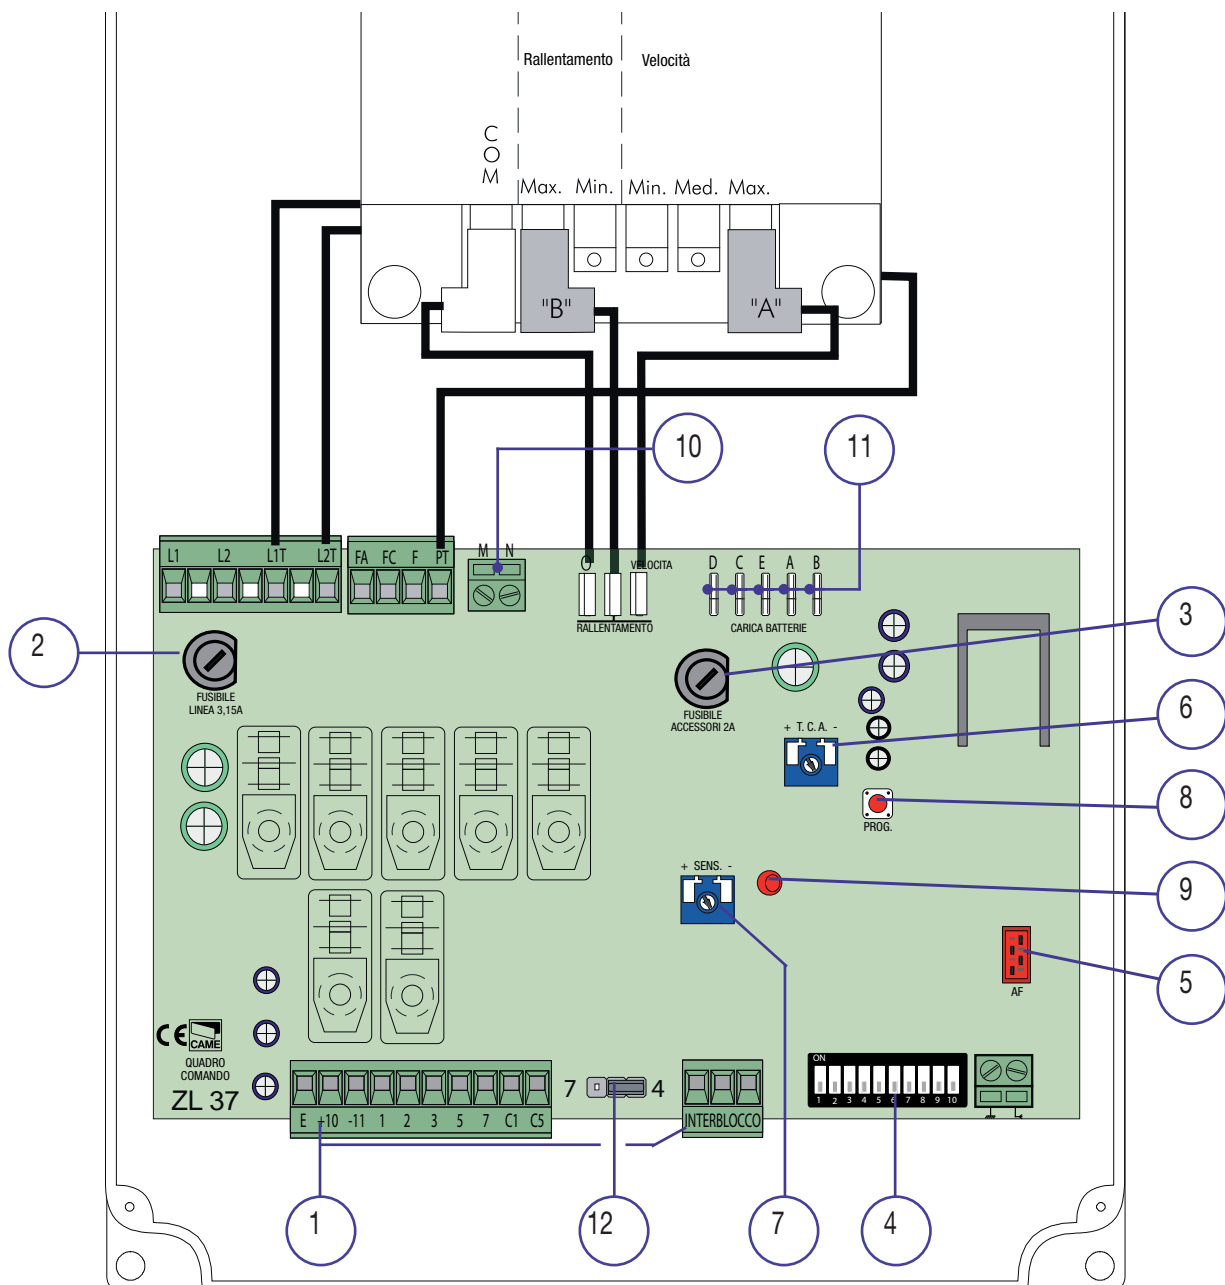 Rallentamento Velocità
COM
Max. Min. Min. Med. Max.
"B" "A"
10 11
L1 L2 L1T L2T FA FC F PT M N
O VELOCITA
D C E A B
RALLENTAMENTO
CARICA BATTERIE
2
FUSIBILE
LINEA 3,15A
3
FUSIBILE
ACCESSORI 2A
+ T. C. A. -
6
8
PROG.
+ SENS. -
9
5
AF
CE CAME
QUADRO
COMANDO
ZL 37
7 4
ON
1 2 3 4 5 6 7 8 9 10
E +10 -11 1 2 3 5 7 C1 C5
INTERBLOCCO
1 12 7 4